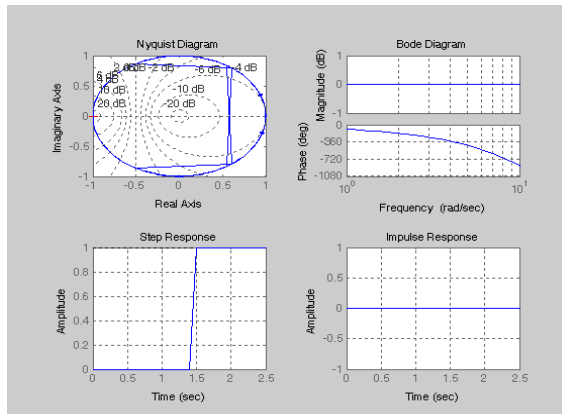 Nyquist Diagram
1
0.5
0
-0.5
-1
Imaginary Axis
2 dB
-2 dB
-6 dB
-4 dB
6 dB
4 dB
10 dB
-10 dB
20 dB
20 dB
-1 -0.5 0 0.5 1
Real Axis
Bode Diagram
Magnitude (dB)
1
0
-1
Phase (deg)
0
-360
-720
-1080
10^0
10^1
Frequency (rad/sec)
Step Response
Amplitude
1
0.8
0.6
0.4
0.2
0
0 0.5 1 1.5 2 2.5
Time (sec)
Impulse Response
Amplitude
1
0.5
0
-0.5
-1
0 0.5 1 1.5 2 2.5
Time (sec)